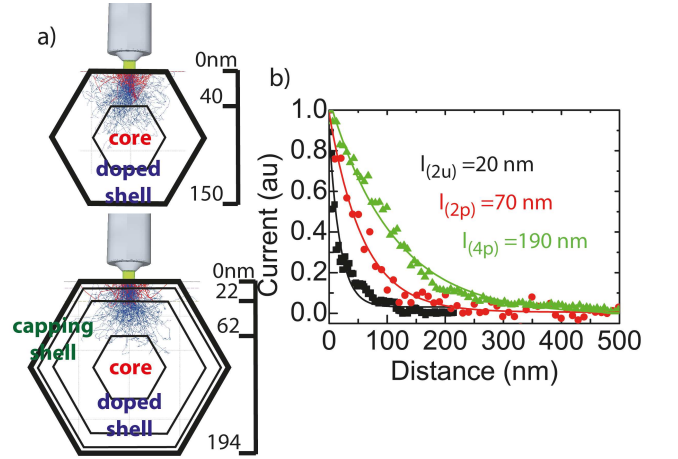 a)
0nm
40
core
doped
shell
150
0nm
22
62
capping
shell
core
doped
shell
194
b)
Current (au)
1.0
0.8
0.6
0.4
0.2
0.0
I(2u) =20 nm
I(2p) =70 nm
I(4p) =190 nm
0 100 200 300 400 500
Distance (nm)